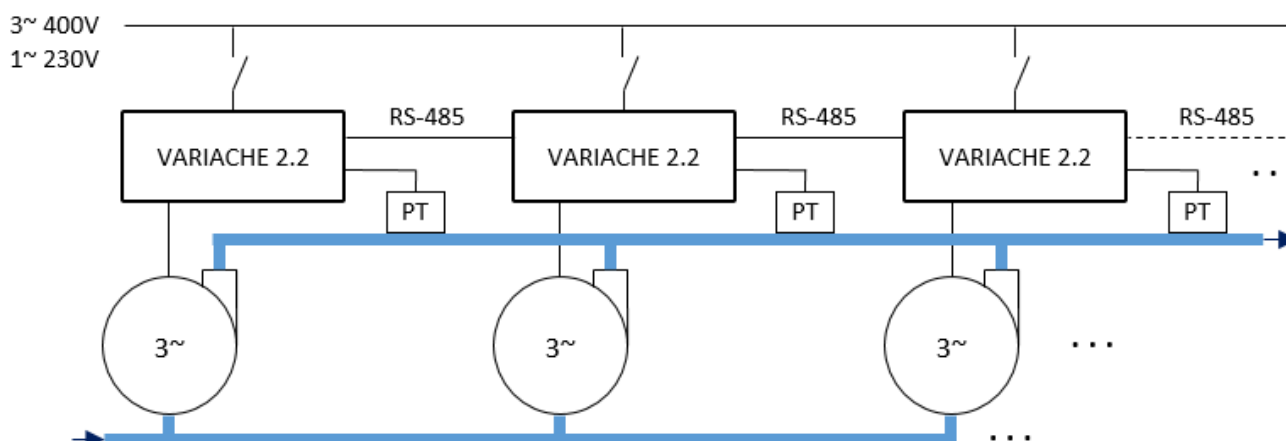 3~ 400V
1~ 230V
RS-485
RS-485
RS-485
VARIACHE 2.2
VARIACHE 2.2
VARIACHE 2.2
. .
PT
PT
PT
3~
3~
3~
. . .
. . .